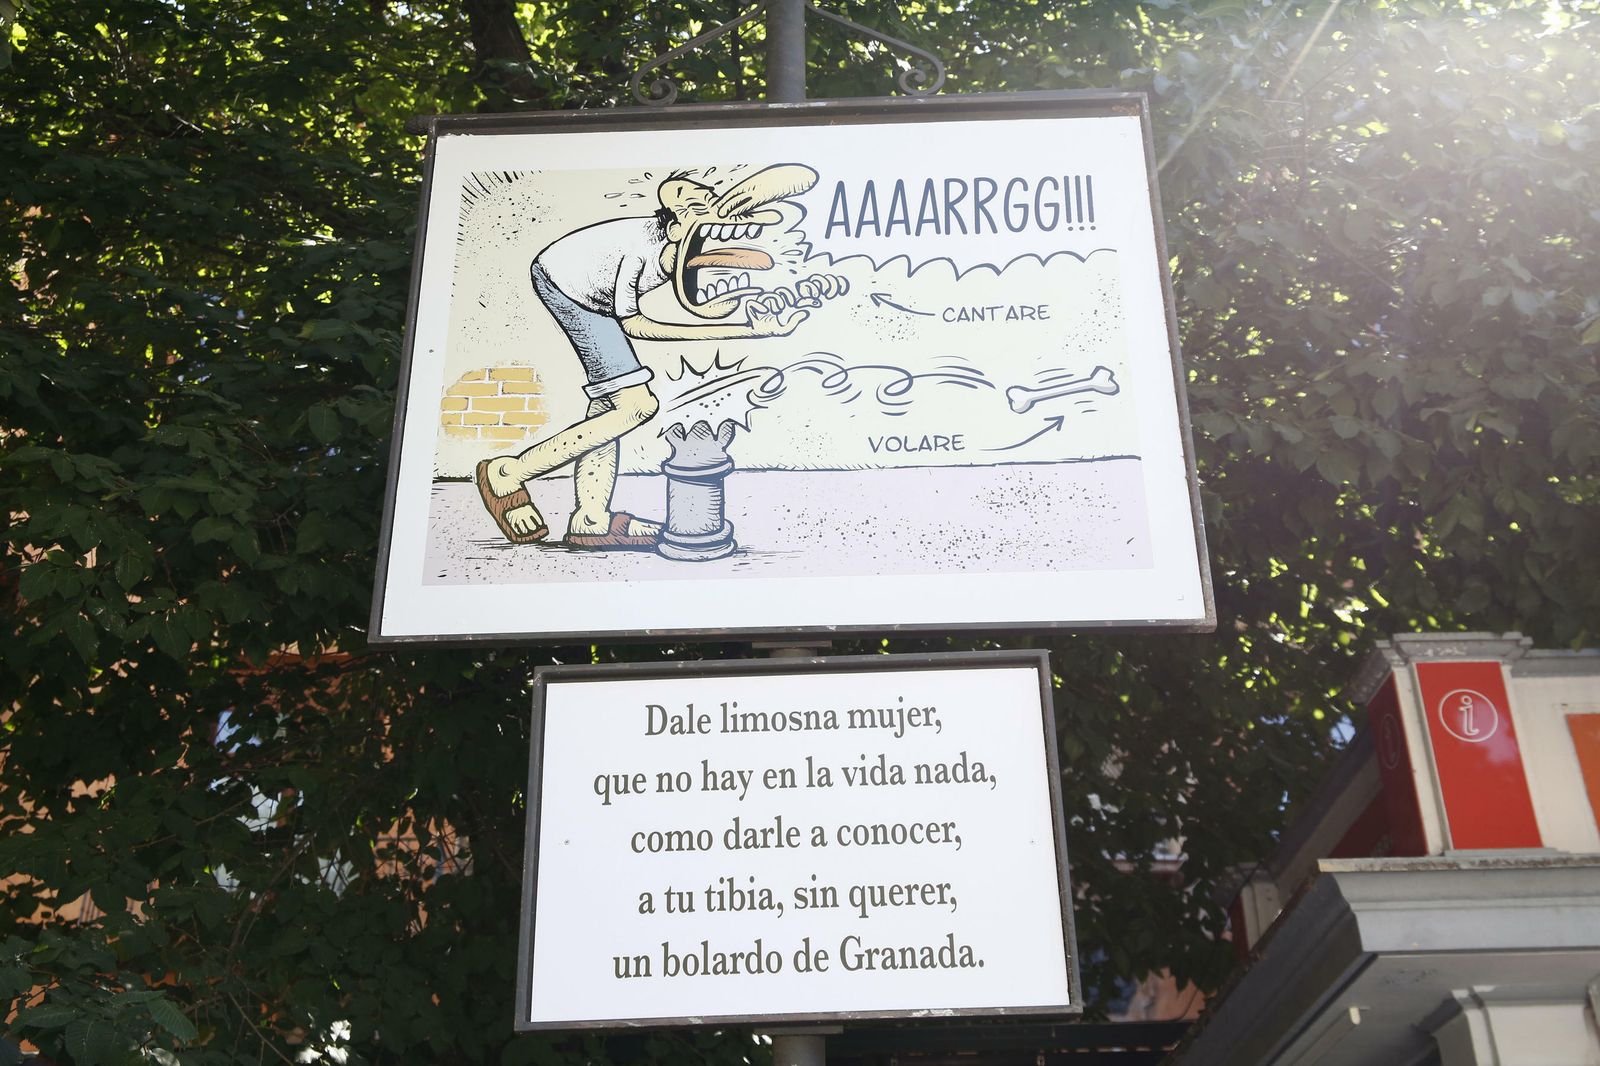 AAAARRGG!!!
CANTARE
VOLARE
Dale limosna mujer,
que no hay en la vida nada,
como darle a conocer,
a tu tibia, sin querer,
un bolardo de Granada.
i